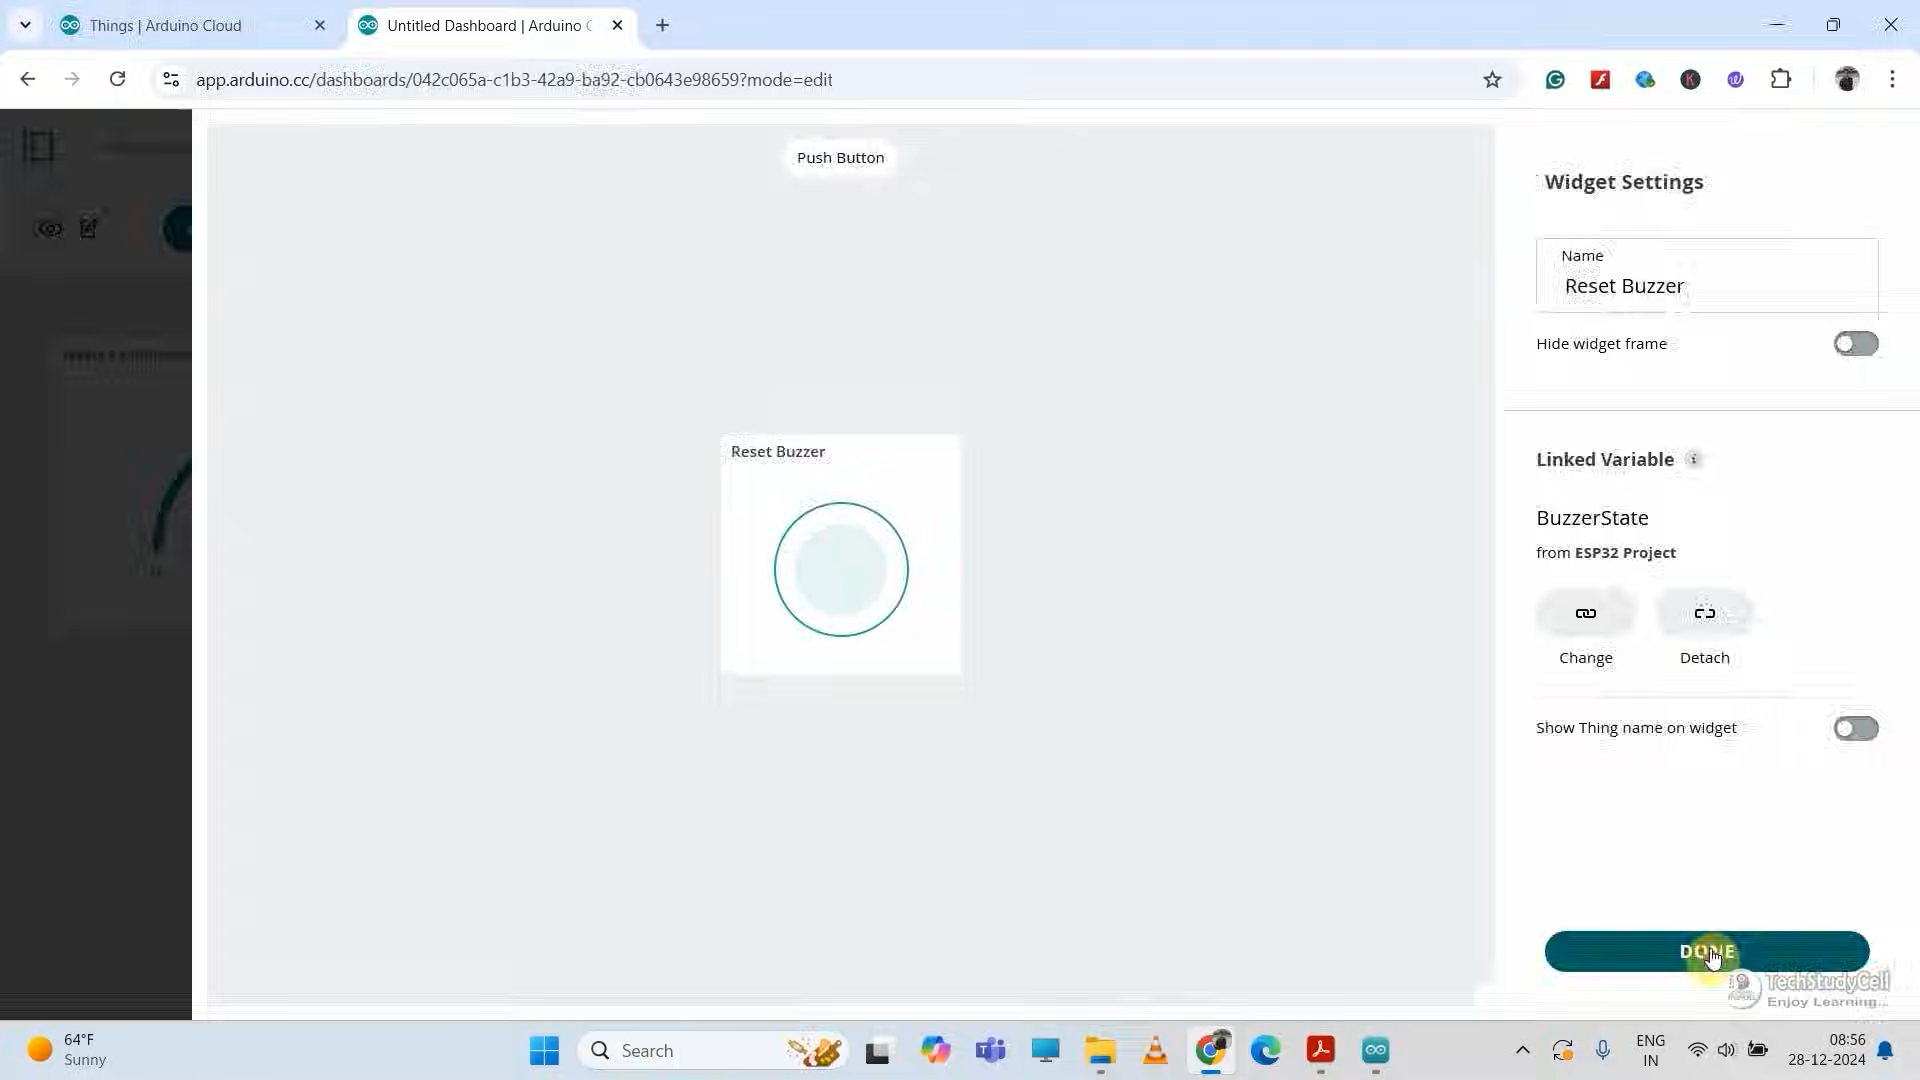 Things | Arduino Cloud
Untitled Dashboard | Arduino C
app.arduino.cc/dashboards/042c065a-c1b3-42a9-ba92-cb0643e98659?mode=edit
Push Button
Widget Settings
Name
Reset Buzzer
Hide widget frame
Reset Buzzer
Linked Variable
BuzzerState
from ESP32 Project
Change
Detach
Show Thing name on widget
DONE
TechStudyCell
Enjoy Learning...
64°F
Sunny
Search
ENG
IN
08:56
28-12-2024